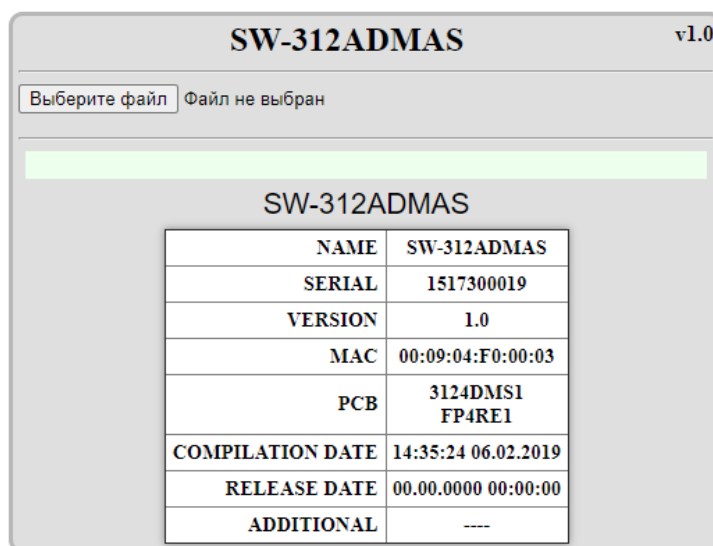 SW-312ADMAS
v1.0
Выберите файл Файл не выбран
SW-312ADMAS
NAME SW-312ADMAS
SERIAL 1517300019
VERSION 1.0
MAC 00:09:04:F0:00:03
PCB 3124DMS1
FP4RE1
COMPILATION DATE 14:35:24 06.02.2019
RELEASE DATE 00.00.0000 00:00:00
ADDITIONAL ----